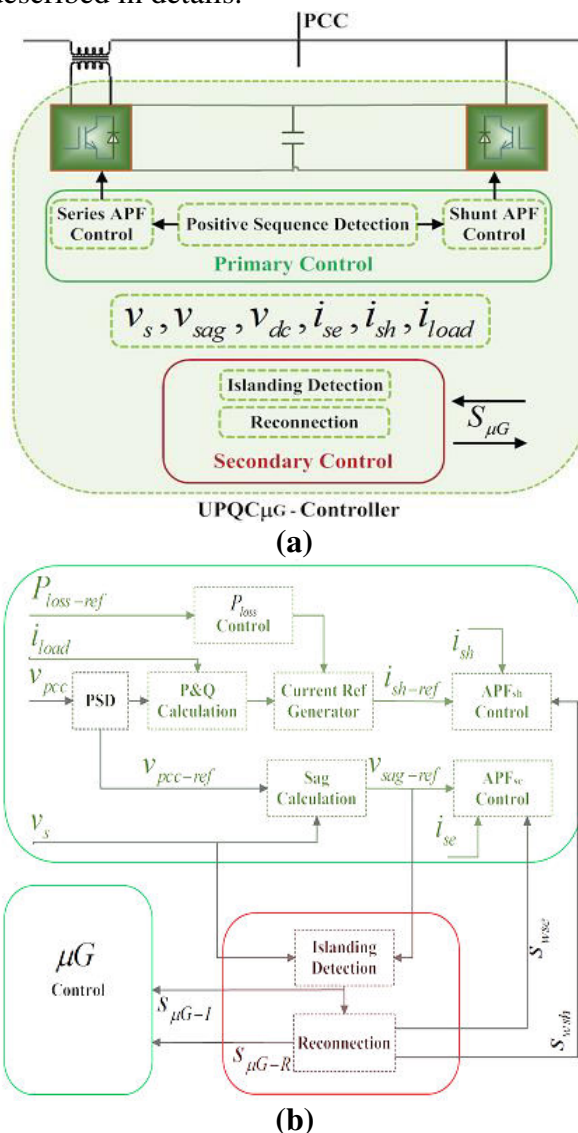 described in details.
PCC
Series APF
Control
Positive Sequence Detection
Shunt APF
Control
Primary Control
v_s , v_sag , v_dc , i_se , i_sh , i_load
Islanding Detection
Reconnection
Secondary Control
S_μG
UPQCμG - Controller
(a)
P_loss-ref
P_loss
Control
i_load
i_sh
v_pcc
PSD
P&Q
Calculation
Current Ref
Generator
i_sh-ref
APF_sh
Control
v_pcc-ref
Sag
Calculation
v_sag-ref
APF_se
Control
v_s
i_se
μG
Control
Islanding
Detection
s_μG-I
Reconnection
s_μG-R
s_wse
s_wsh
(b)